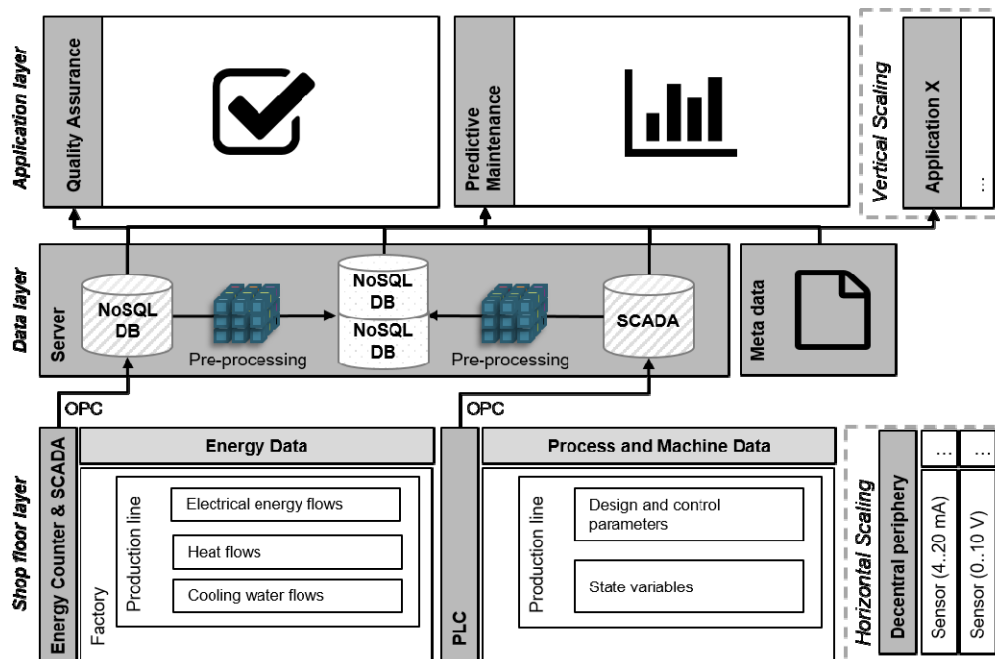 Application layer
Quality Assurance
Predictive
Maintenance
Vertical Scaling
Application X
...
Data layer
Server
NoSQL
DB
Pre-processing
NoSQL
DB
NoSQL
DB
Pre-processing
SCADA
Meta data
OPC
OPC
Shop floor layer
Energy Counter & SCADA
Energy Data
Factory
Production line
Electrical energy flows
Heat flows
Cooling water flows
PLC
Process and Machine Data
Production line
Design and control
parameters
State variables
Horizontal Scaling
Decentral periphery
Sensor (4..20 mA)
...
Sensor (0..10 V)
...